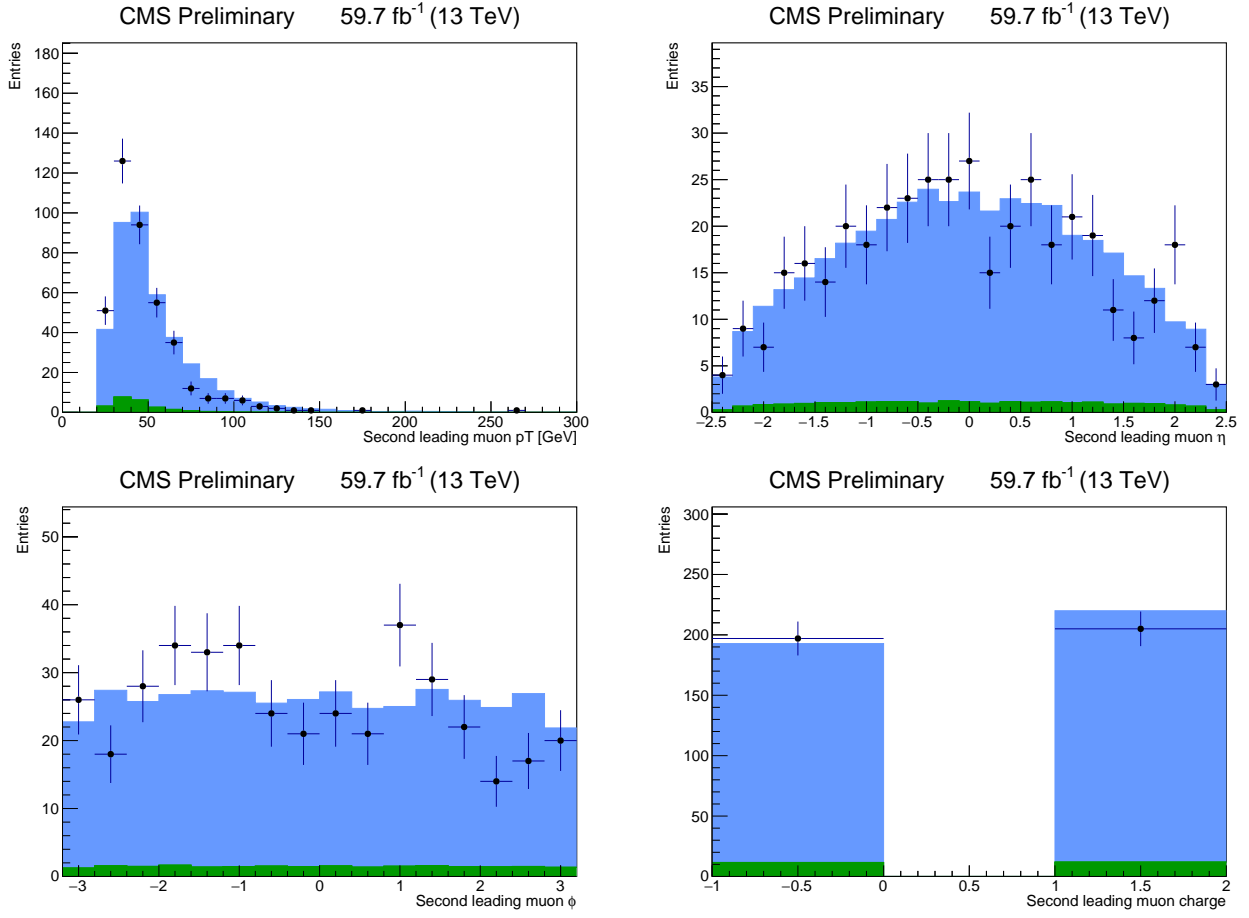 CMS Preliminary 59.7 fb⁻¹ (13 TeV)
Entries
180
160
140
120
100
80
60
40
20
0
0 50 100 150 200 250 300
Second leading muon pT [GeV]
CMS Preliminary 59.7 fb⁻¹ (13 TeV)
Entries
35
30
25
20
15
10
5
0
−2.5 −2 −1.5 −1 −0.5 0 0.5 1 1.5 2 2.5
Second leading muon η
CMS Preliminary 59.7 fb⁻¹ (13 TeV)
Entries
50
40
30
20
10
0
−3 −2 −1 0 1 2 3
Second leading muon ϕ
CMS Preliminary 59.7 fb⁻¹ (13 TeV)
Entries
300
250
200
150
100
50
0
−1 −0.5 0 0.5 1 1.5 2
Second leading muon charge